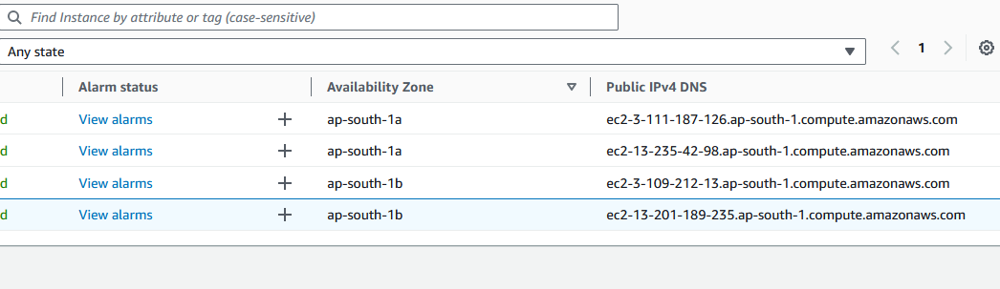 Find Instance by attribute or tag (case-sensitive)
Any state
1
Alarm status Availability Zone Public IPv4 DNS
d View alarms + ap-south-1a ec2-3-111-187-126.ap-south-1.compute.amazonaws.com
d View alarms + ap-south-1a ec2-13-235-42-98.ap-south-1.compute.amazonaws.com
d View alarms + ap-south-1b ec2-3-109-212-13.ap-south-1.compute.amazonaws.com
d View alarms + ap-south-1b ec2-13-201-189-235.ap-south-1.compute.amazonaws.com